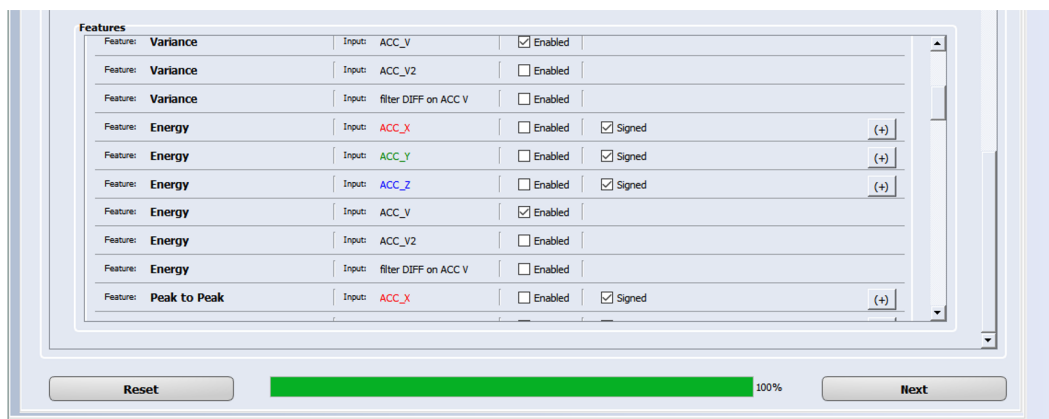 Features
Feature: Variance Input: ACC_V Enabled
Feature: Variance Input: ACC_V2 Enabled
Feature: Variance Input: filter DIFF on ACC V Enabled
Feature: Energy Input: ACC_X Enabled Signed (+)
Feature: Energy Input: ACC_Y Enabled Signed (+)
Feature: Energy Input: ACC_Z Enabled Signed (+)
Feature: Energy Input: ACC_V Enabled
Feature: Energy Input: ACC_V2 Enabled
Feature: Energy Input: filter DIFF on ACC V Enabled
Feature: Peak to Peak Input: ACC_X Enabled Signed (+)
Reset 100% Next